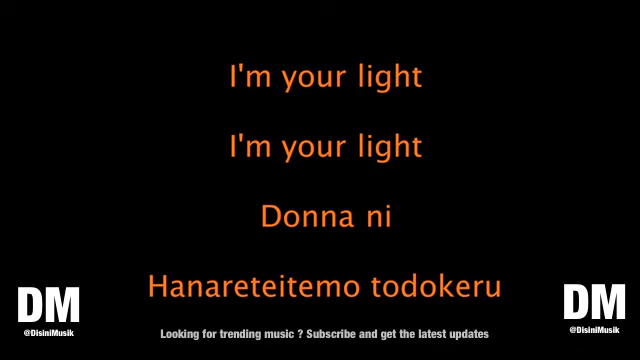 I'm your light
I'm your light
Donna ni
Hanareteitemo todokeru
DM
@DisiniMusik
DM
@DisiniMusik
Looking for trending music ? Subscribe and get the latest updates